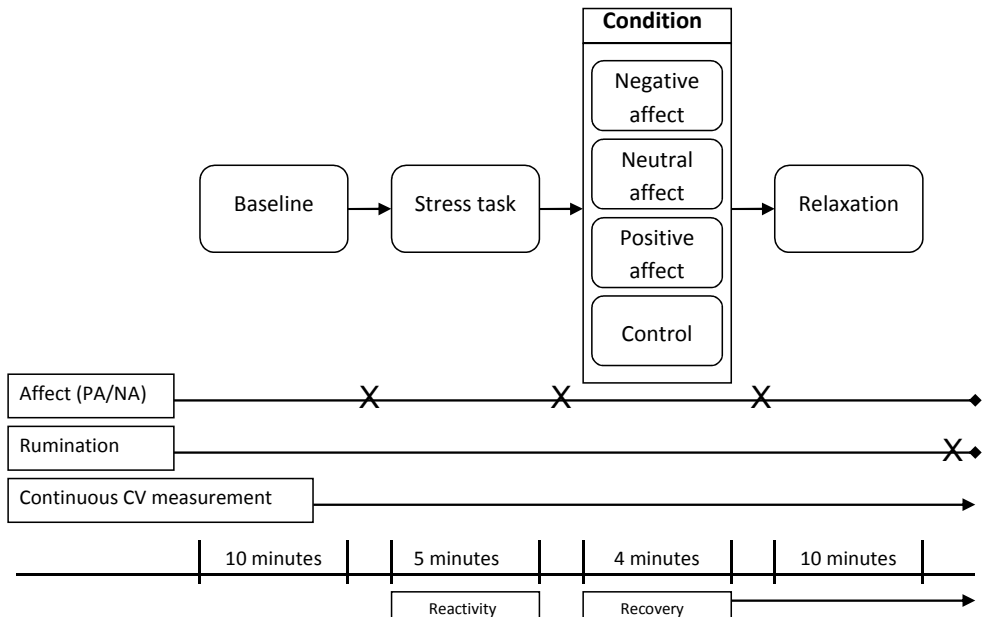 Condition
Negative
affect
Neutral
affect
Positive
affect
Control
Baseline
Stress task
Relaxation
Affect (PA/NA)
X X X
Rumination
X
Continuous CV measurement
10 minutes
5 minutes
4 minutes
10 minutes
Reactivity
Recovery